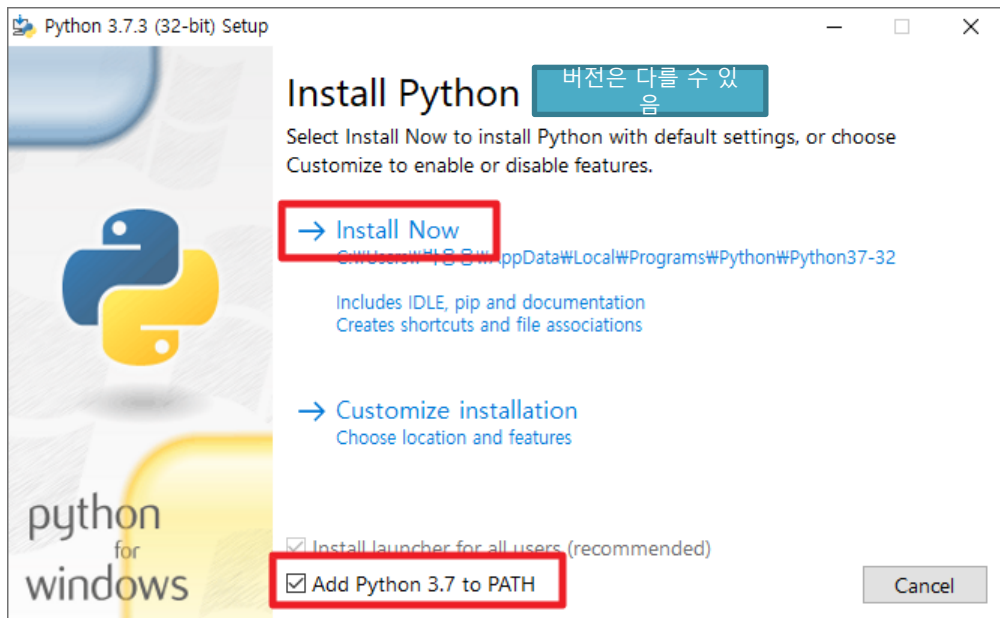 Python 3.7.3 (32-bit) Setup
Install Python
버전은 다를 수 있
음
Select Install Now to install Python with default settings, or choose
Customize to enable or disable features.
→ Install Now
AppData₩Local₩Programs₩Python₩Python37-32
Includes IDLE, pip and documentation
Creates shortcuts and file associations
→ Customize installation
Choose location and features
python
for
windows
Install launcher for all users (recommended)
Add Python 3.7 to PATH
Cancel